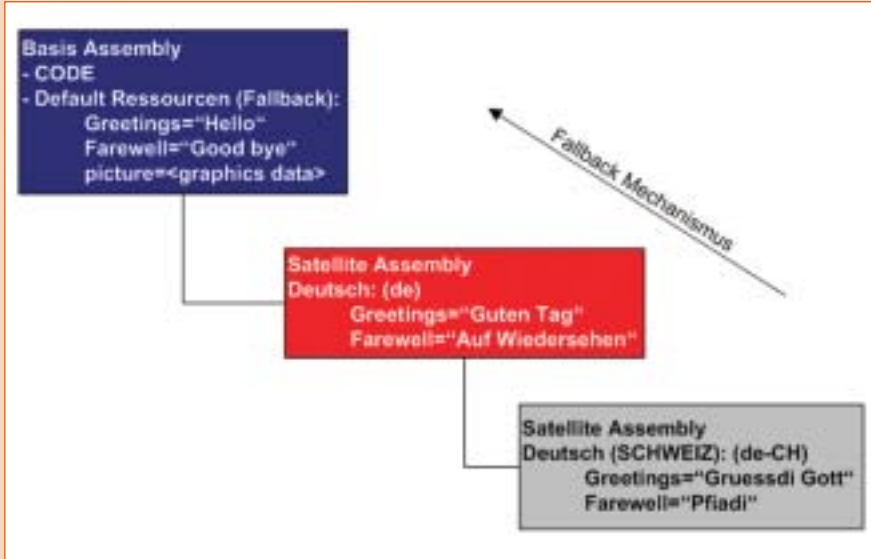 Basis Assembly
- CODE
- Default Ressourcen (Fallback):
Greetings=“Hello“
Farewell=“Good bye“
picture=<graphics data>
Fallback Mechanismus
Satellite Assembly
Deutsch: (de)
Greetings=“Guten Tag“
Farewell=“Auf Wiedersehen“
Satellite Assembly
Deutsch (SCHWEIZ): (de-CH)
Greetings=“Gruessdi Gott“
Farewell=“Pfiadi“